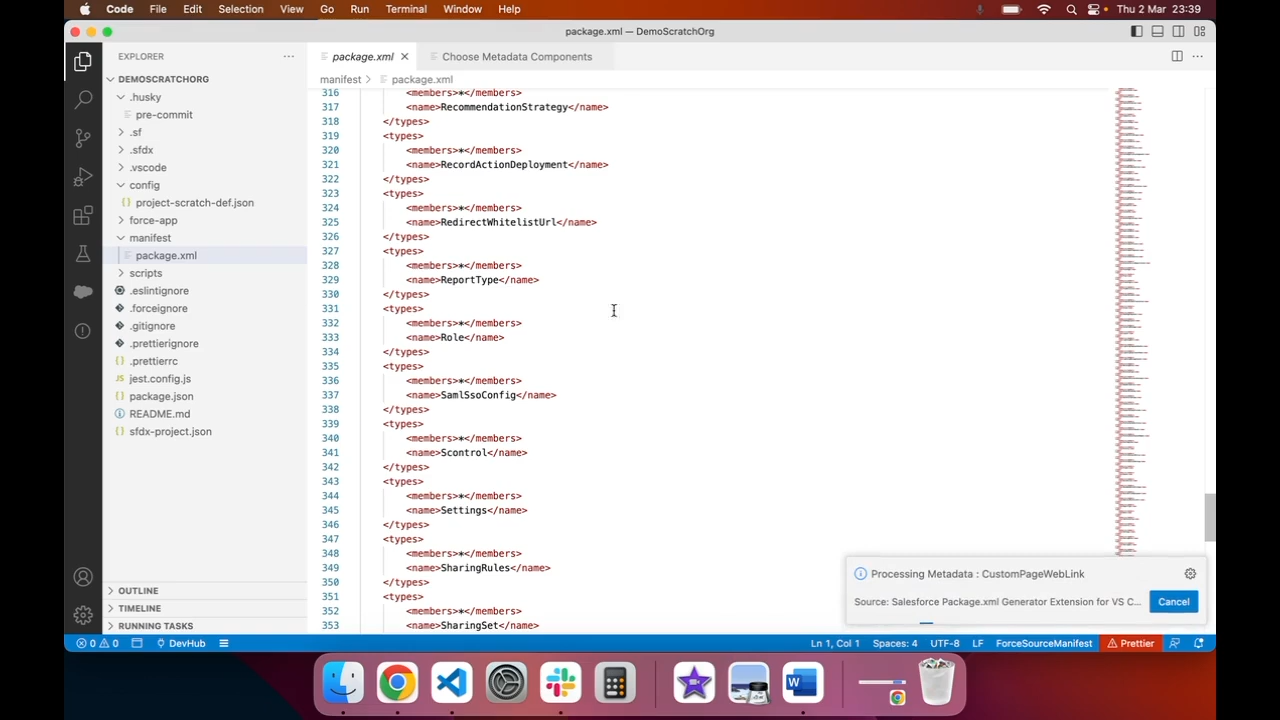 Code File Edit Selection View Go Run Terminal Window Help Thu 2 Mar 23:39
package.xml — DemoScratchOrg
EXPLORER
DEMOSCRATCHORG
.husky
pre-commit
.sf
.sfdx
.vscode
config
project-scratch-def.json
force-app
manifest
package.xml
scripts
.eslintignore
.forceignore
.gitignore
.prettierignore
.prettierrc
jest.config.js
package.json
README.md
sfdx-project.json
OUTLINE
TIMELINE
RUNNING TASKS
package.xml Choose Metadata Components
manifest > package.xml
316 <members>*</members>
317 <name>RecommendationStrategy</name>
318 </types>
319 <types>
320 <members>*</members>
321 <name>RecordActionDeployment</name>
322 </types>
323 <types>
324 <members>*</members>
325 <name>RedirectWhitelistUrl</name>
326 </types>
327 <types>
328 <members>*</members>
329 <name>ReportType</name>
330 </types>
331 <types>
332 <members>*</members>
333 <name>Role</name>
334 </types>
335 <types>
336 <members>*</members>
337 <name>SamlSsoConfig</name>
338 </types>
339 <types>
340 <members>*</members>
341 <name>Scontrol</name>
342 </types>
343 <types>
344 <members>*</members>
345 <name>Settings</name>
346 </types>
347 <types>
348 <members>*</members>
349 <name>SharingRules</name>
350 </types>
351 <types>
352 <members>*</members>
353 <name>SharingSet</name>
Processing Metadata : CustomPageWebLink
Source: Salesforce Package.xml Generator Extension for VS C... Cancel
0 0 DevHub Ln 1, Col 1 Spaces: 4 UTF-8 LF ForceSourceManifest Prettier